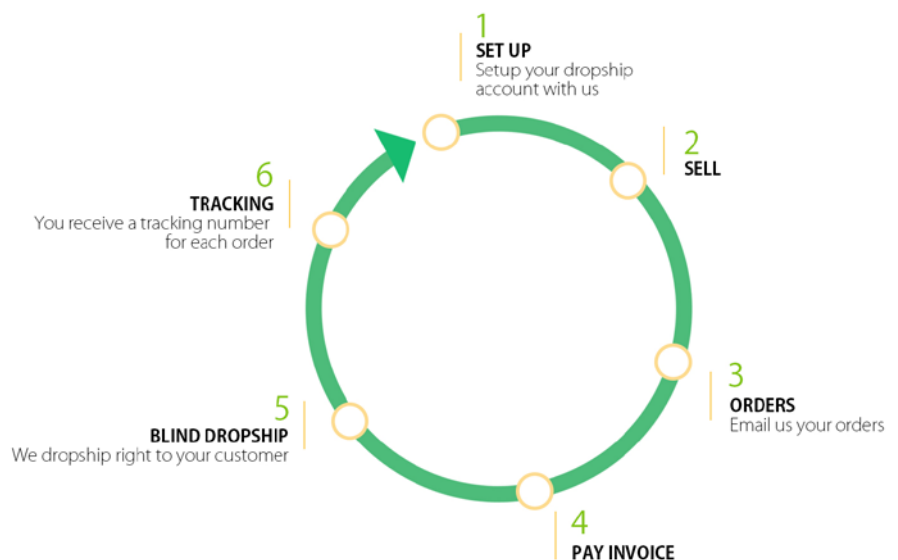 1
SET UP
Setup your dropship
account with us
2
SELL
3
ORDERS
Email us your orders
4
PAY INVOICE
5
BLIND DROPSHIP
We dropship right to your customer
6
TRACKING
You receive a tracking number
for each order